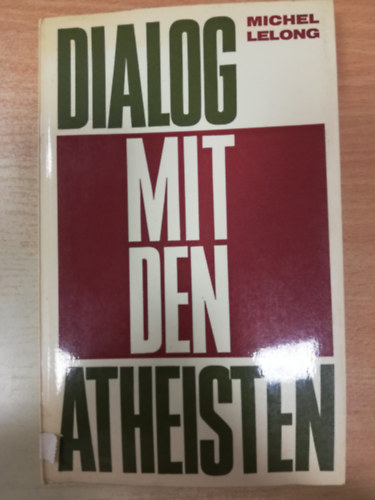 DIALOG
MICHEL
LELONG
MIT
DEN
ATHEISTEN